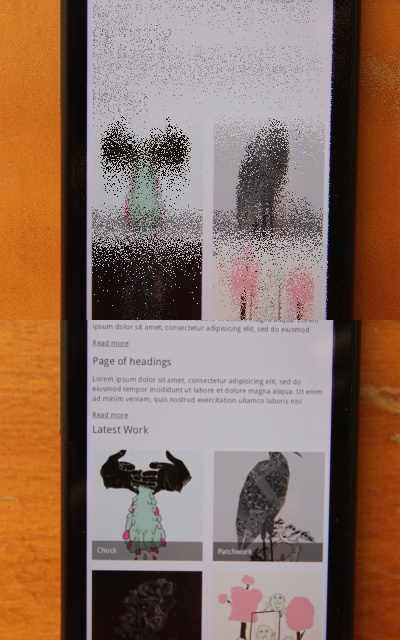 ipsum dolor sit amet, consectetur adipisicing elit, sed do eiusmod
Read more
Page of headings
Lorem ipsum dolor sit amet, consectetur adipisicing elit, sed do
eiusmod tempor incididunt ut labore et dolore magna aliqua. Ut enim
ad minim veniam, quis nostrud exercitation ullamco laboris nisi
Read more
Latest Work
Chuck
Patchwork